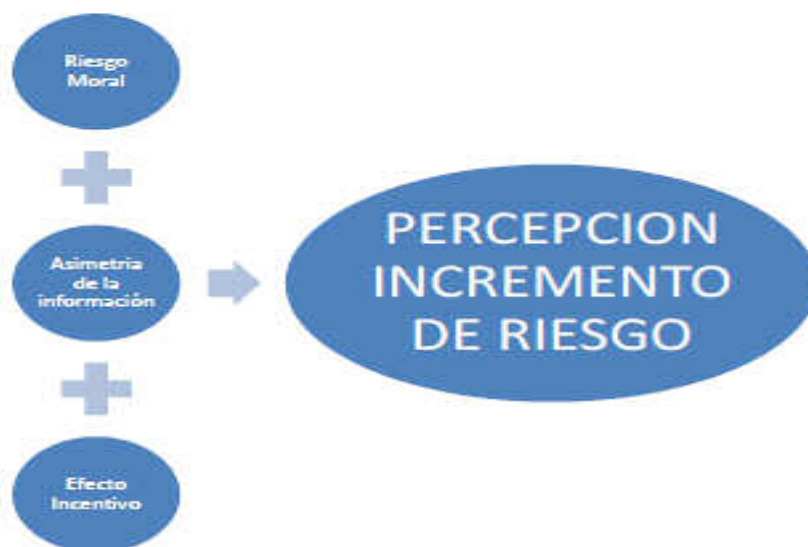 Riesgo
Moral
Asimetria
de la
información
Efecto
Incentivo
PERCEPCION
INCREMENTO
DE RIESGO